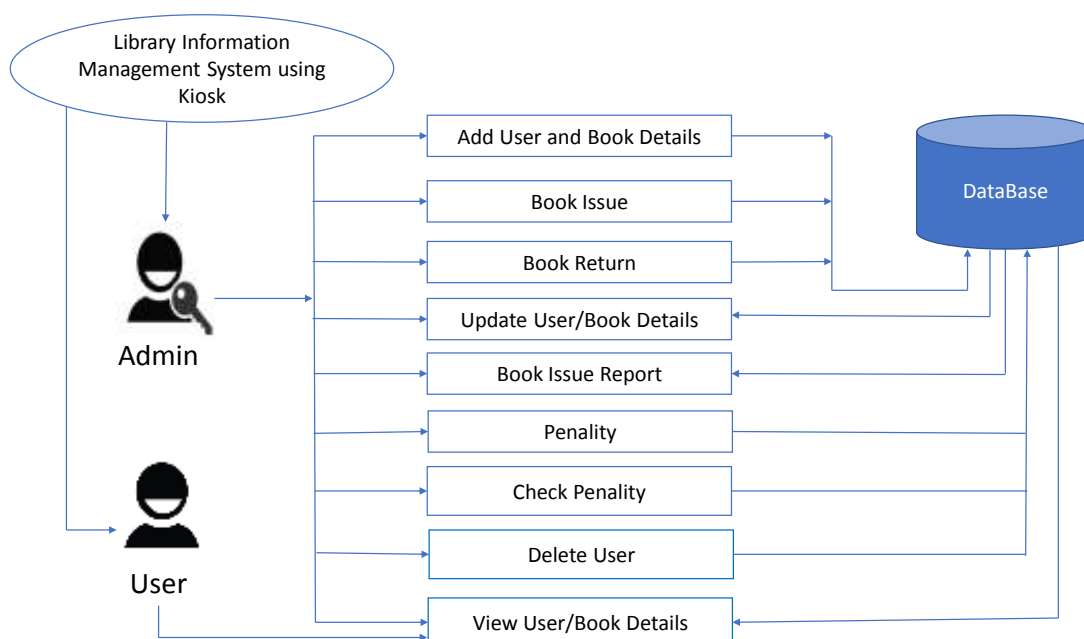 Library Information
Management System using
Kiosk
Add User and Book Details
Book Issue
DataBase
Book Return
Update User/Book Details
Admin
Book Issue Report
Penality
Check Penality
Delete User
User
View User/Book Details